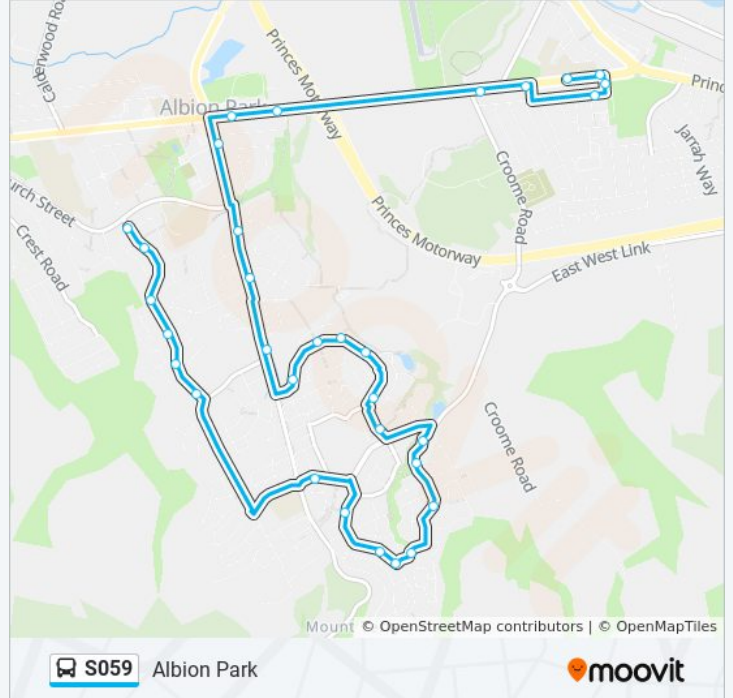 Calderwood Road
Princes Motorway
Albion Park
Princ
Jarrah Way
urch Street
Croome Road
Crest Road
Princes Motorway
East West Link
Croome Road
Mount
© OpenStreetMap contributors | © OpenMapTiles
S059 Albion Park
moovit